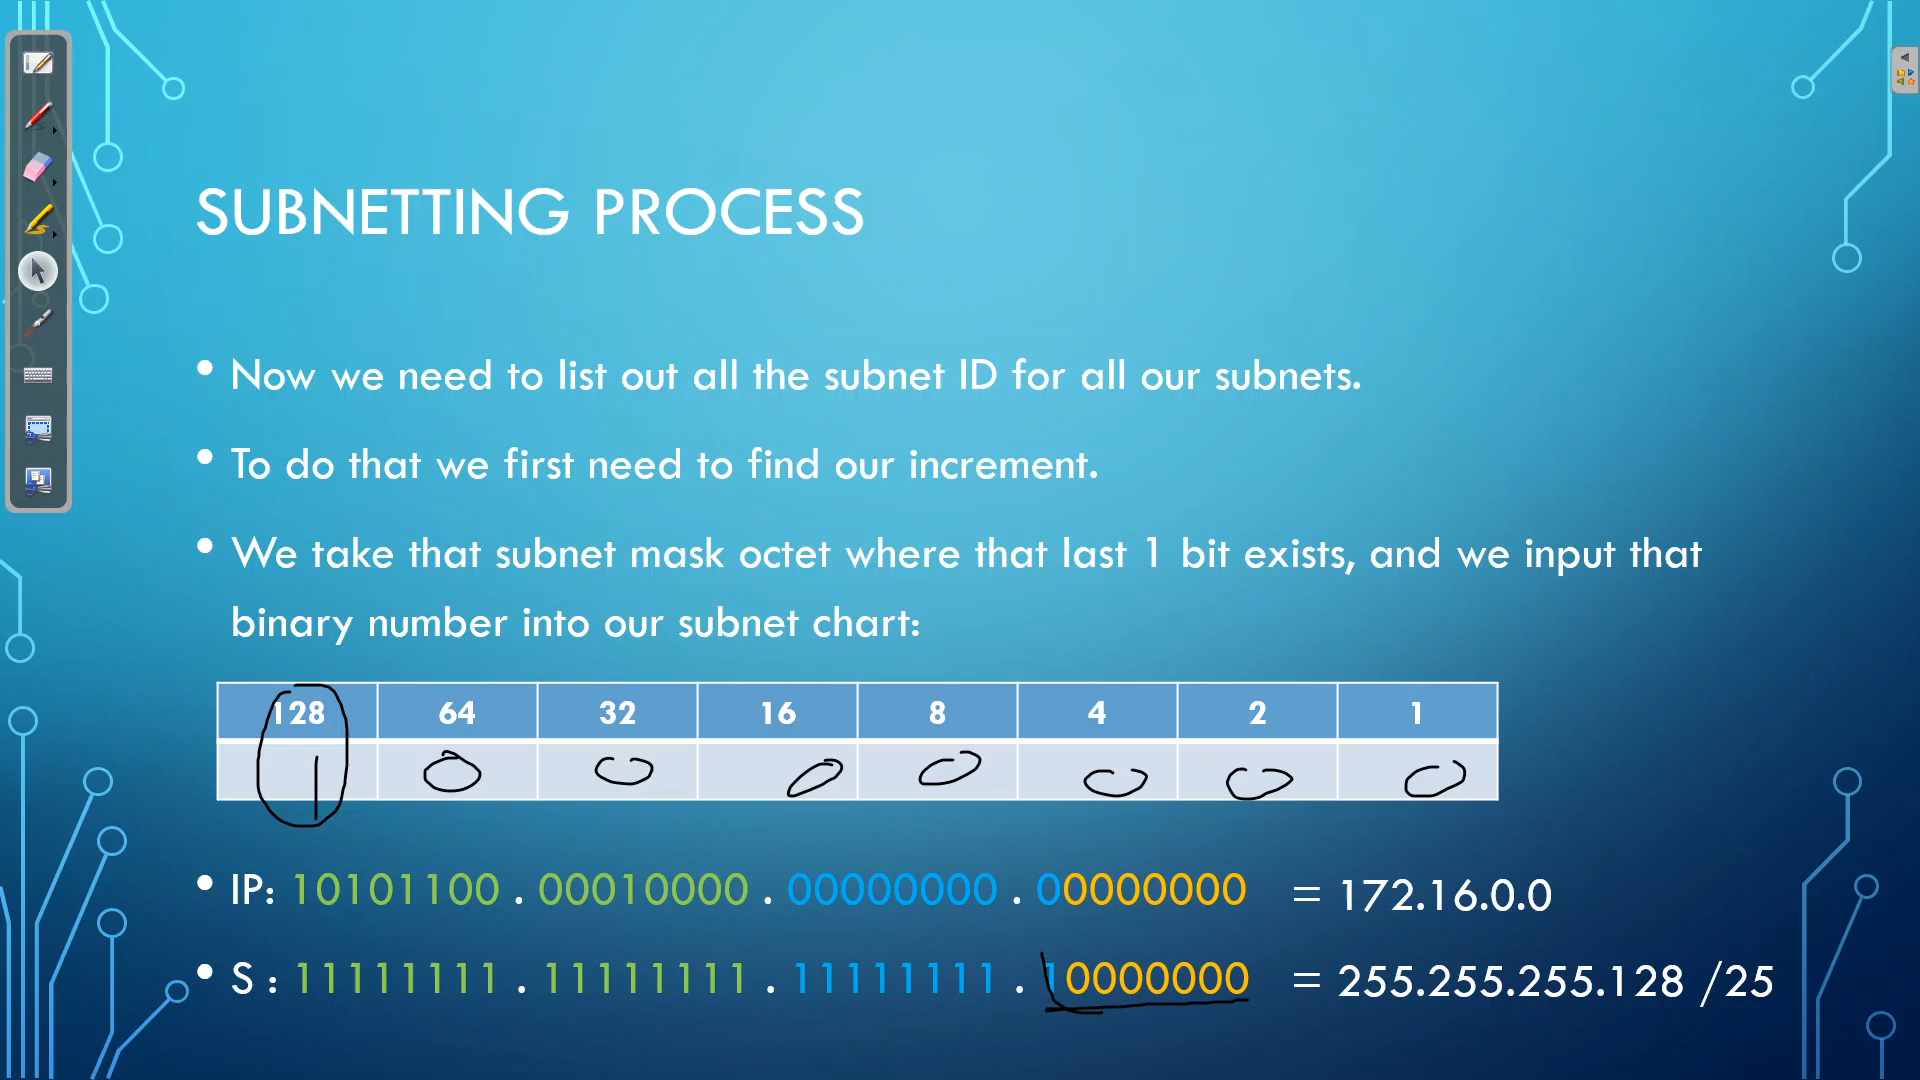 SUBNETTING PROCESS
• Now we need to list out all the subnet ID for all our subnets.
• To do that we first need to find our increment.
• We take that subnet mask octet where that last 1 bit exists, and we input that
binary number into our subnet chart:
128 64 32 16 8 4 2 1
1 0 0 0 0 0 0 0
• IP: 10101100 . 00010000 . 00000000 . 00000000 = 172.16.0.0
• S : 11111111 . 11111111 . 11111111 . 10000000 = 255.255.255.128 /25